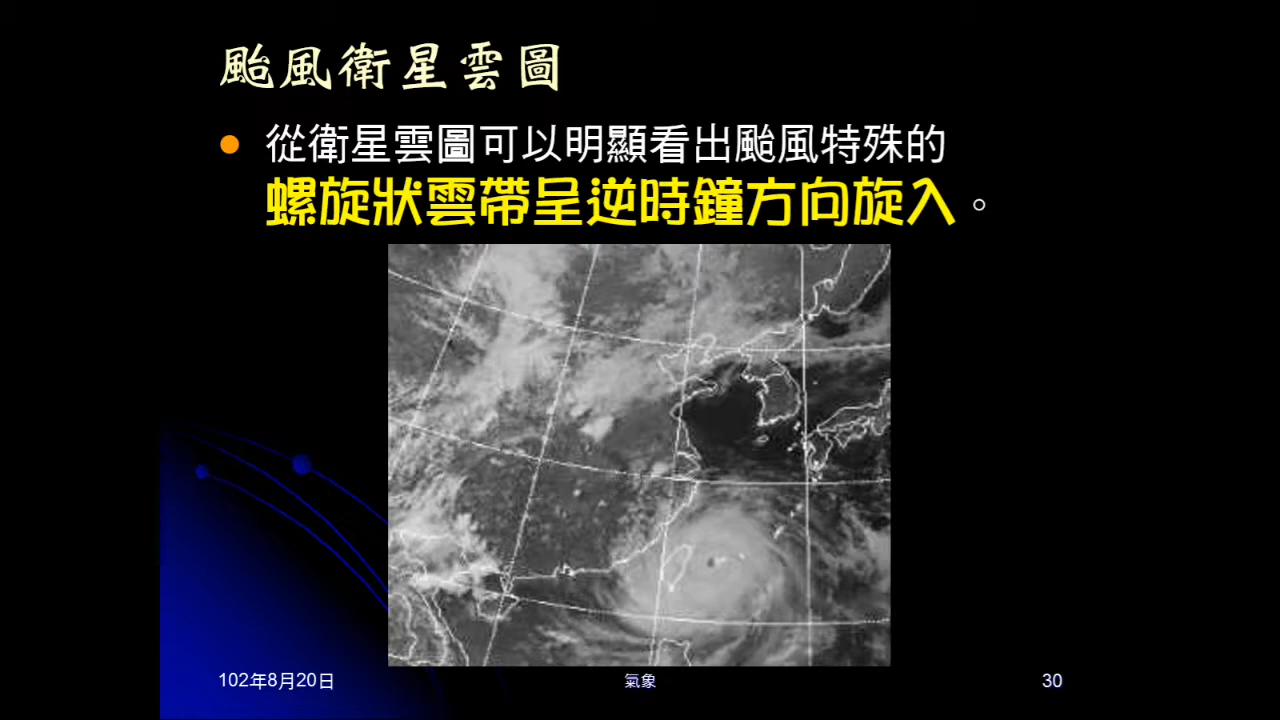 颱風衛星雲圖
從衛星雲圖可以明顯看出颱風特殊的
螺旋狀雲帶呈逆時鐘方向旋入。
102年8月20日
氣象
30